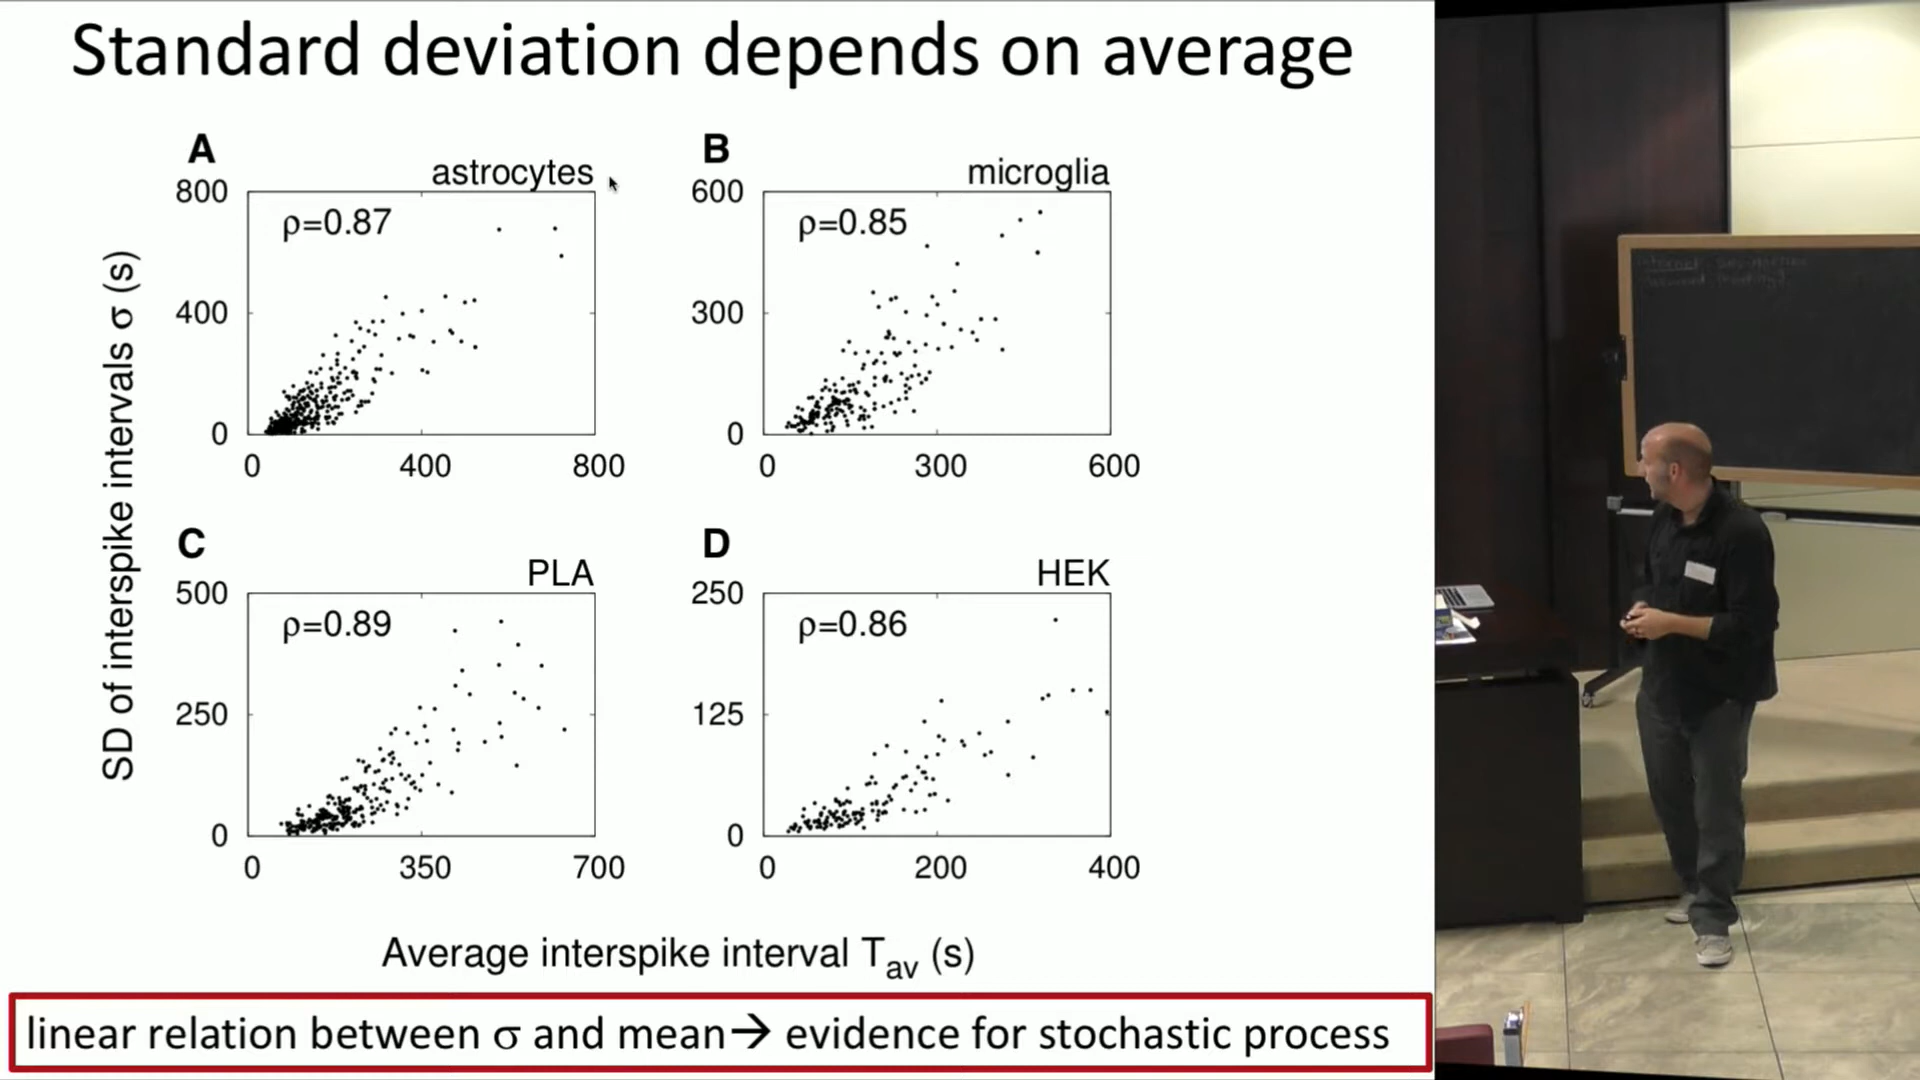 Standard deviation depends on average
A
astrocytes
ρ=0.87
800
400
0
0 400 800
B
microglia
ρ=0.85
600
300
0
0 300 600
SD of interspike intervals σ (s)
C
PLA
ρ=0.89
500
250
0
0 350 700
D
HEK
ρ=0.86
250
125
0
0 200 400
Average interspike interval Tav (s)
linear relation between σ and mean→ evidence for stochastic process